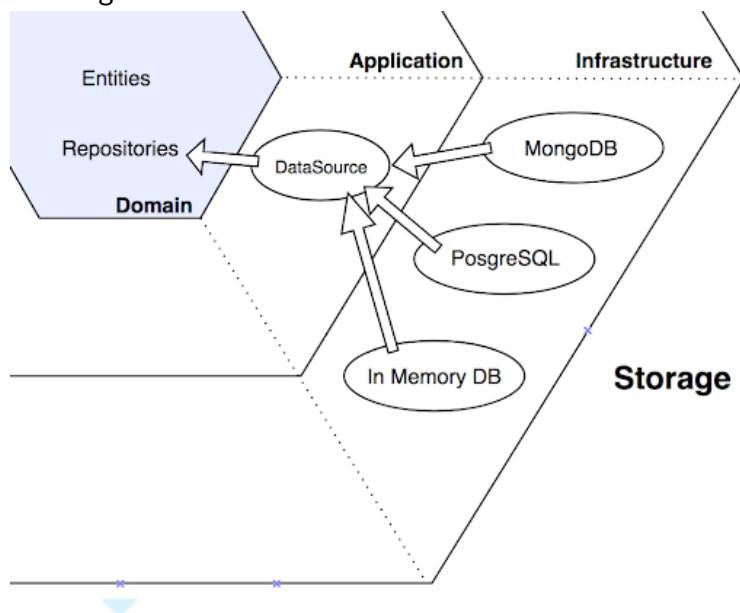 Application
Infrastructure
Entities
Repositories
DataSource
MongoDB
Domain
PosgreSQL
In Memory DB
Storage